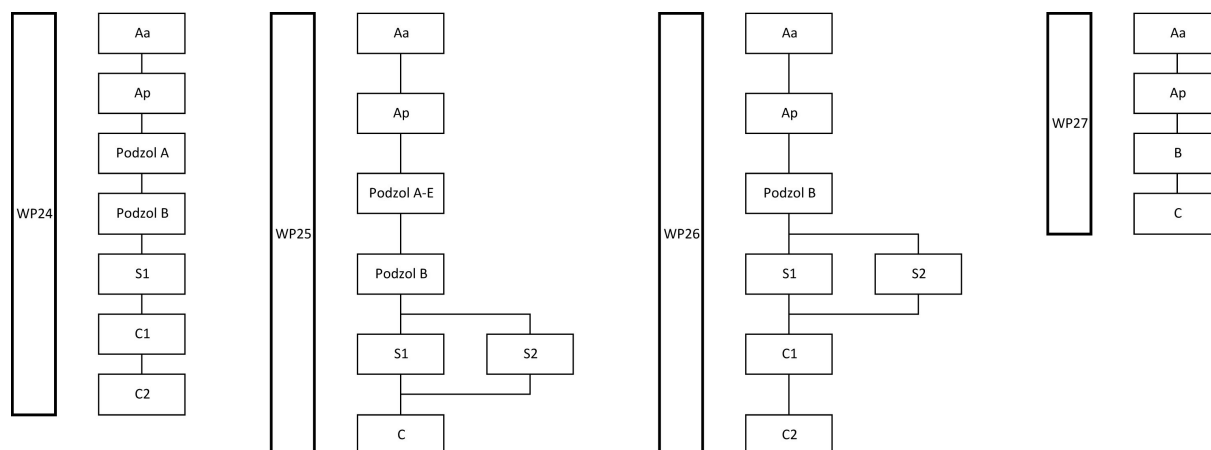 WP24
Aa
Ap
Podzol A
Podzol B
S1
C1
C2
WP25
Aa
Ap
Podzol A-E
Podzol B
S1
S2
C
WP26
Aa
Ap
Podzol B
S1
S2
C1
C2
WP27
Aa
Ap
B
C